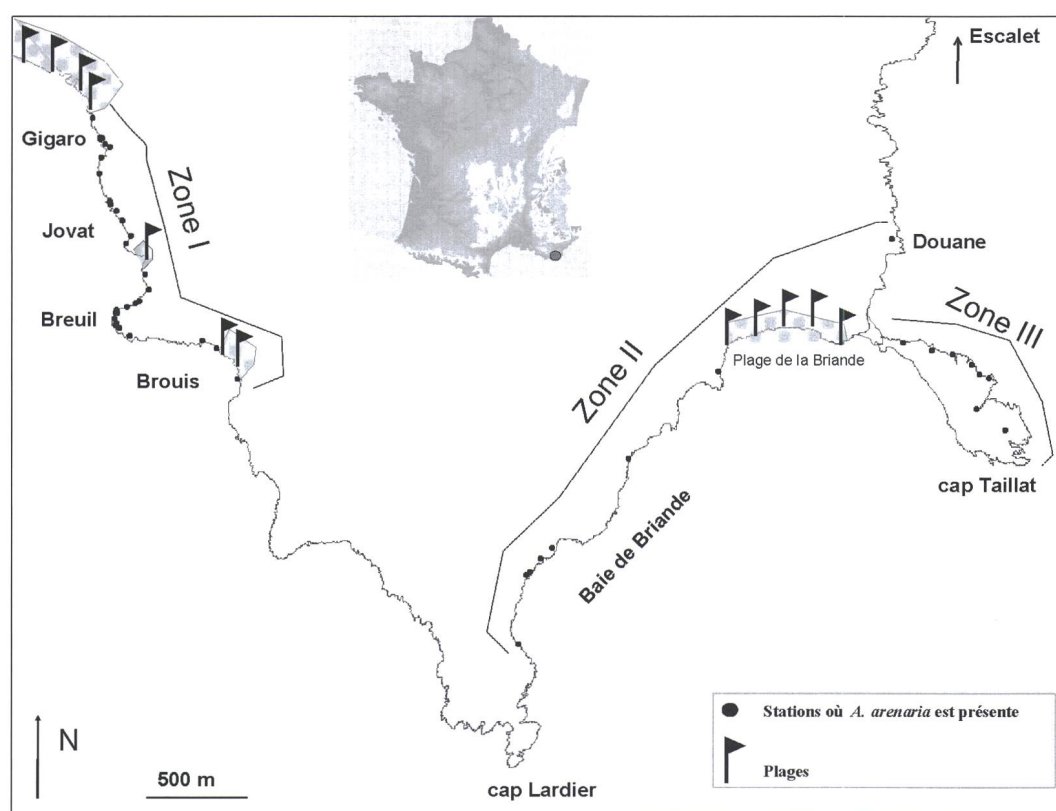 Escalet
Gigaro
Zone I
Jovat
Douane
Breuil
Zone II
Zone III
Plage de la Briande
Brouis
cap Taillat
Baie de Briande
Stations où A. arenaria est présente
N
Plages
500 m
cap Lardier